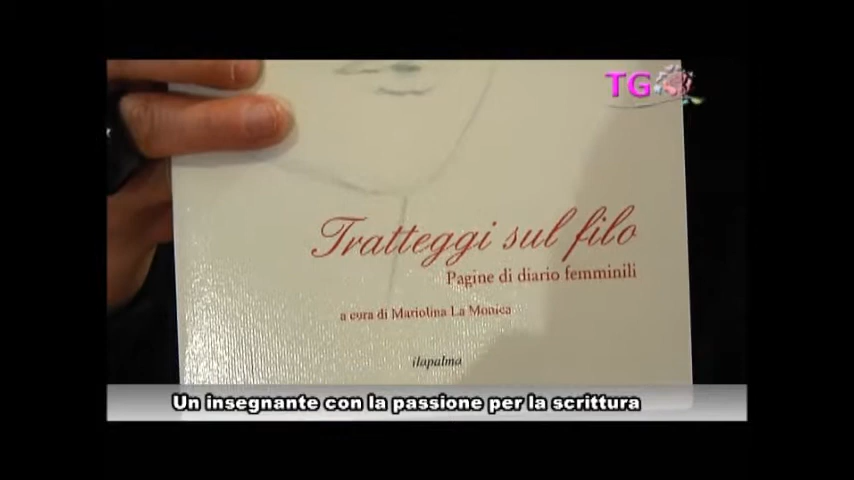 TG
Tratteggi sul filo
Pagine di diario femminili
a cura di Mariolina La Monica
ilapalma
Un insegnante con la passione per la scrittura